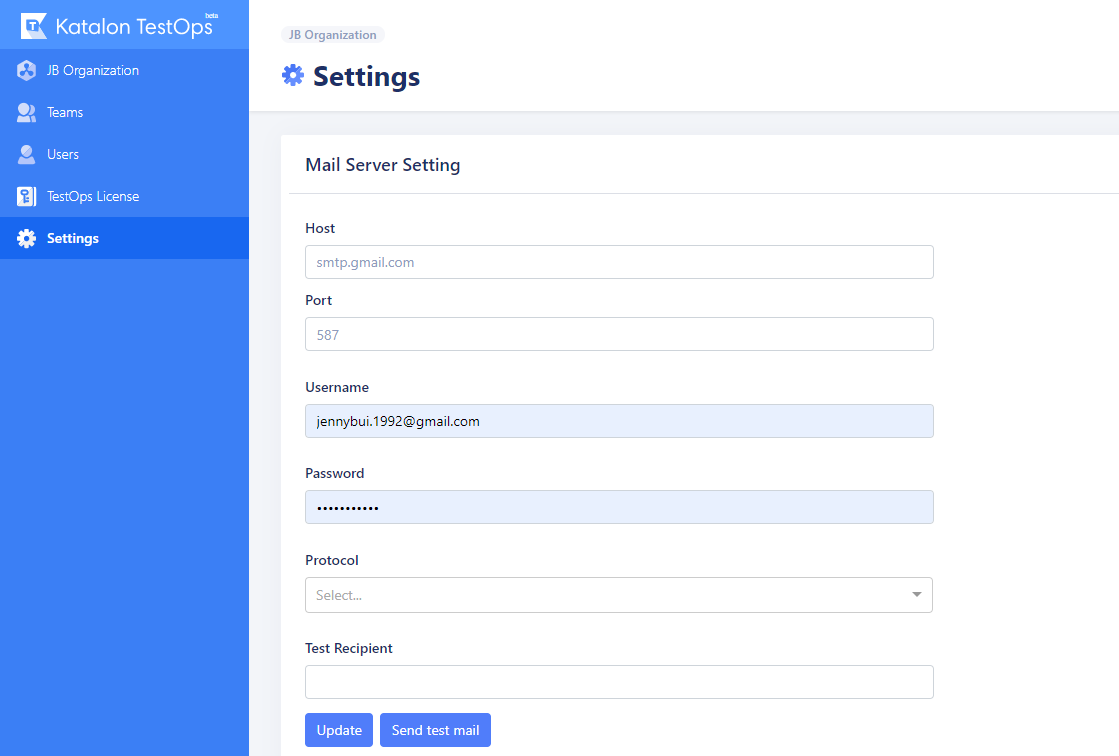 Katalon TestOps beta
JB Organization
Teams
Users
TestOps License
Settings
JB Organization
Settings
Mail Server Setting
Host
smtp.gmail.com
Port
587
Username
jennybui.1992@gmail.com
Password
•••••••••••
Protocol
Select...
Test Recipient
Update
Send test mail